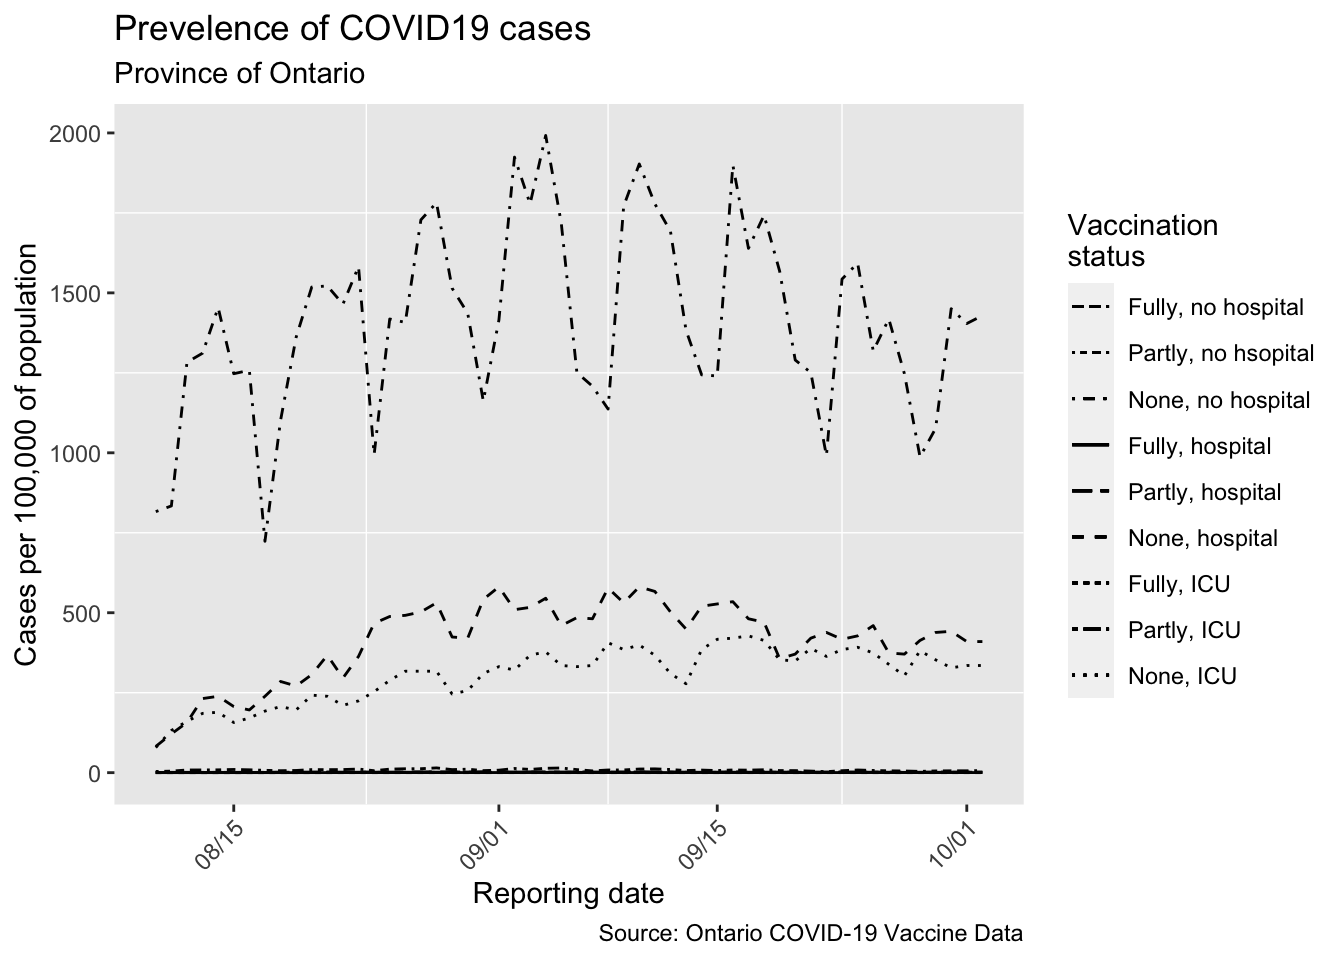 Prevelence of COVID19 cases
Province of Ontario
Cases per 100,000 of population
2000
1500
1000
500
0
08/15
09/01
09/15
10/01
Reporting date
Vaccination
status
Fully, no hospital
Partly, no hsopital
None, no hospital
Fully, hospital
Partly, hospital
None, hospital
Fully, ICU
Partly, ICU
None, ICU
Source: Ontario COVID-19 Vaccine Data